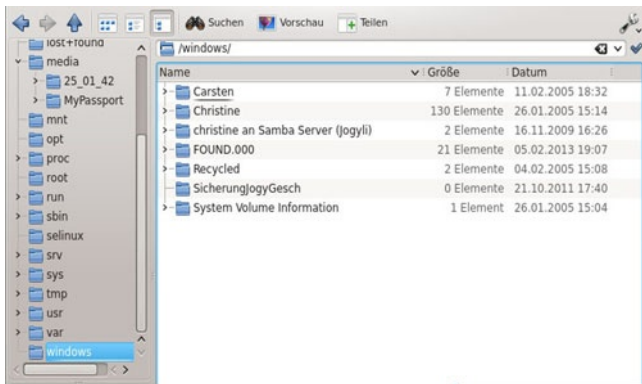 Suchen Vorschau Teilen
lost+found
media
25_01_42
MyPassport
mnt
opt
proc
root
run
sbin
selinux
srv
sys
tmp
usr
var
windows
/windows/
Name Größe Datum
Carsten 7 Elemente 11.02.2005 18:32
Christine 130 Elemente 26.01.2005 15:14
christine an Samba Server (Jogyli) 2 Elemente 16.11.2009 16:26
FOUND.000 21 Elemente 05.02.2013 19:07
Recycled 2 Elemente 04.02.2005 15:08
SicherungJogyGesch 0 Elemente 21.10.2011 17:40
System Volume Information 1 Element 26.01.2005 15:04